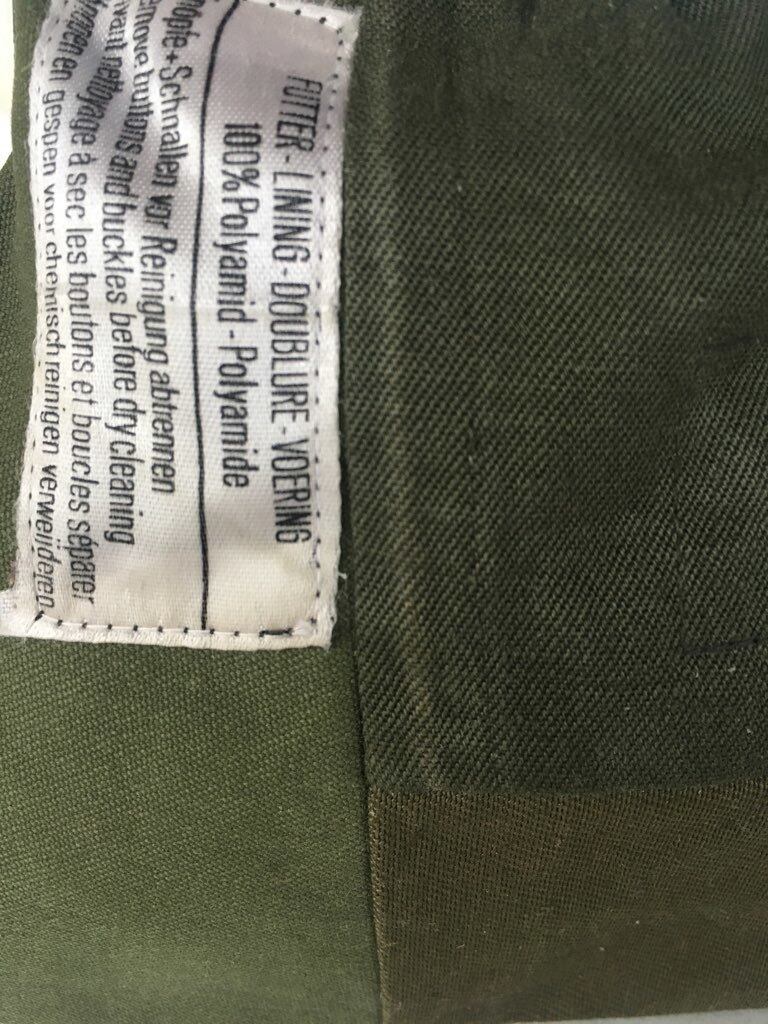 FUTTER - LINING - DOUBLURE - VOERING
100% Polyamid - Polyamide
+ Schnallen vor Reinigung abtrennen
buttons and buckles before dry cleaning
nettoyage à sec les boutons et boucles séparer
en gespen voor chemisch reinigen verwijderen